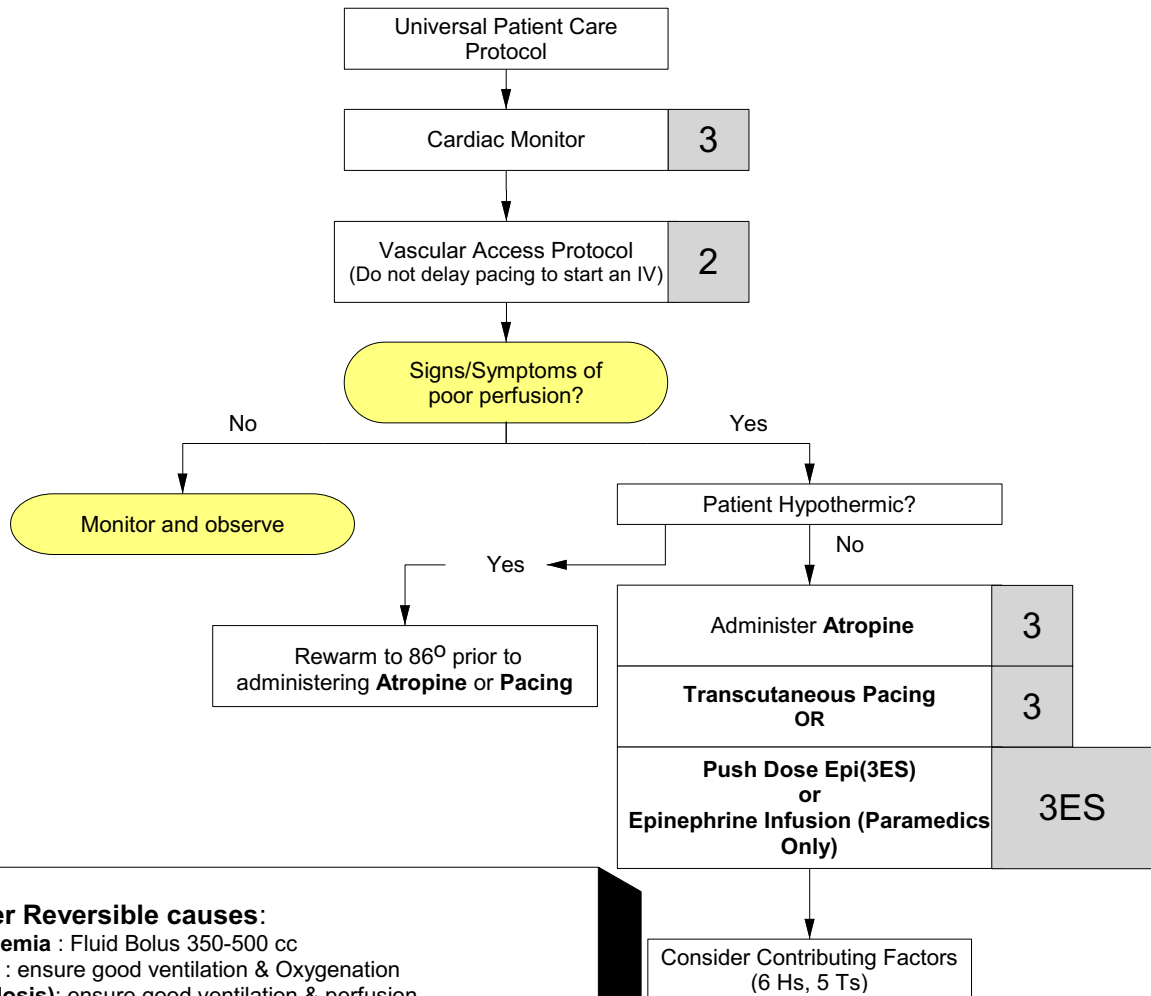 Universal Patient Care
Protocol
Cardiac Monitor
3
Vascular Access Protocol
(Do not delay pacing to start an IV)
2
Signs/Symptoms of
poor perfusion?
No
Yes
Monitor and observe
Patient Hypothermic?
Yes
No
Rewarm to 86º prior to
administering Atropine or Pacing
Administer Atropine
3
Transcutaneous Pacing
OR
3
Push Dose Epi(3ES)
or
Epinephrine Infusion (Paramedics
Only)
3ES
Reversible causes:
: Fluid Bolus 350-500 cc
: ensure good ventilation & Oxygenation
: ensure good ventilation & perfusion
Consider Contributing Factors
(6 Hs, 5 Ts)